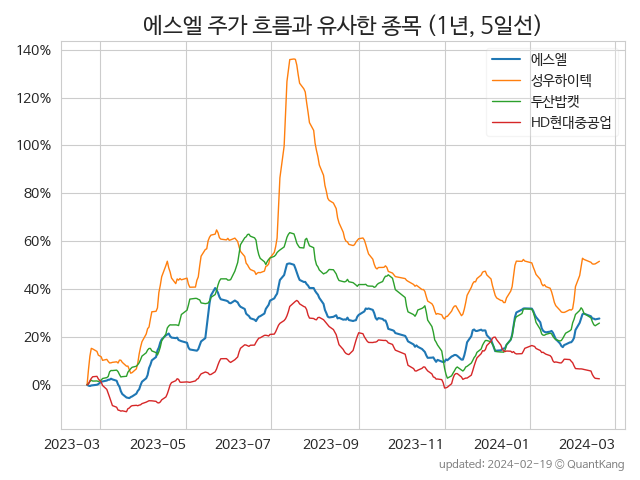 에스엘 주가 흐름과 유사한 종목 (1년, 5일선)
140%
120%
100%
80%
60%
40%
20%
0%
에스엘
성우하이텍
두산밥캣
HD현대중공업
2023-03
2023-05
2023-07
2023-09
2023-11
2024-01
2024-03
updated: 2024-02-19 © QuantKang